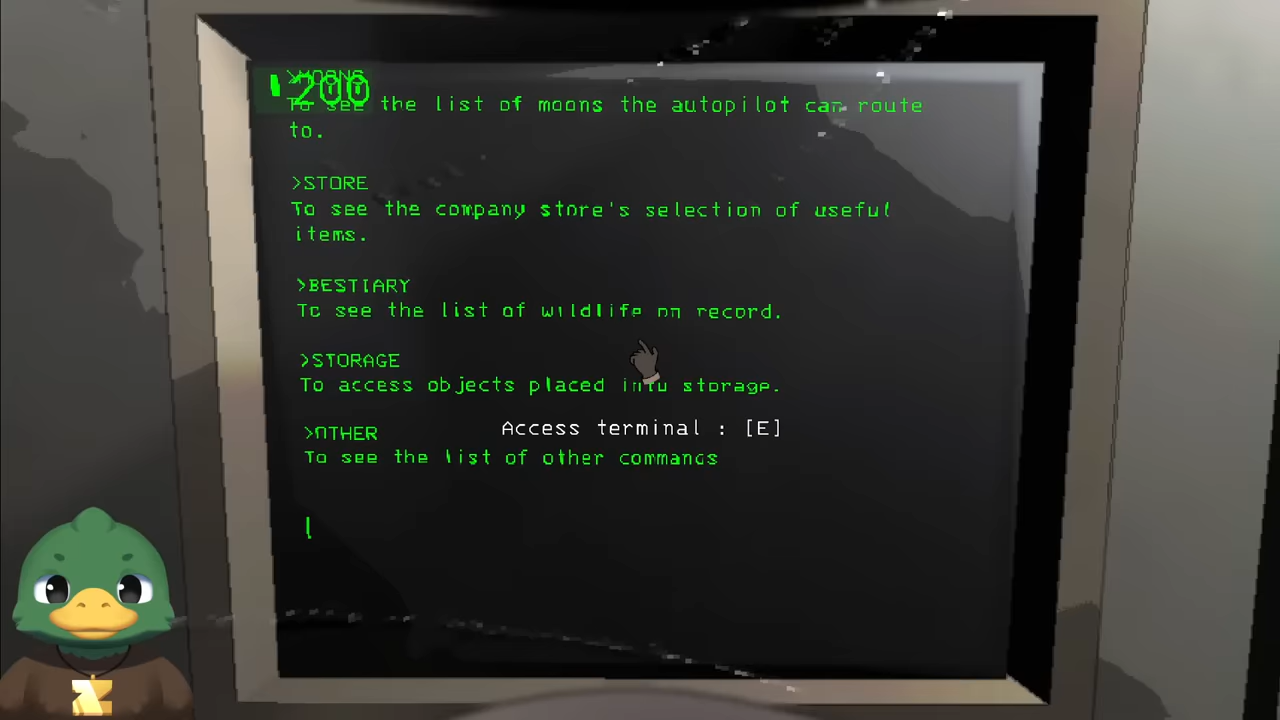 >MOONS
200
To see the list of moons the autopilot can route
to.
>STORE
To see the company store's selection of useful
items.
>BESTIARY
To see the list of wildlife on record.
>STORAGE
To access objects placed into storage.
Access terminal : [E]
>OTHER
To see the list of other commands